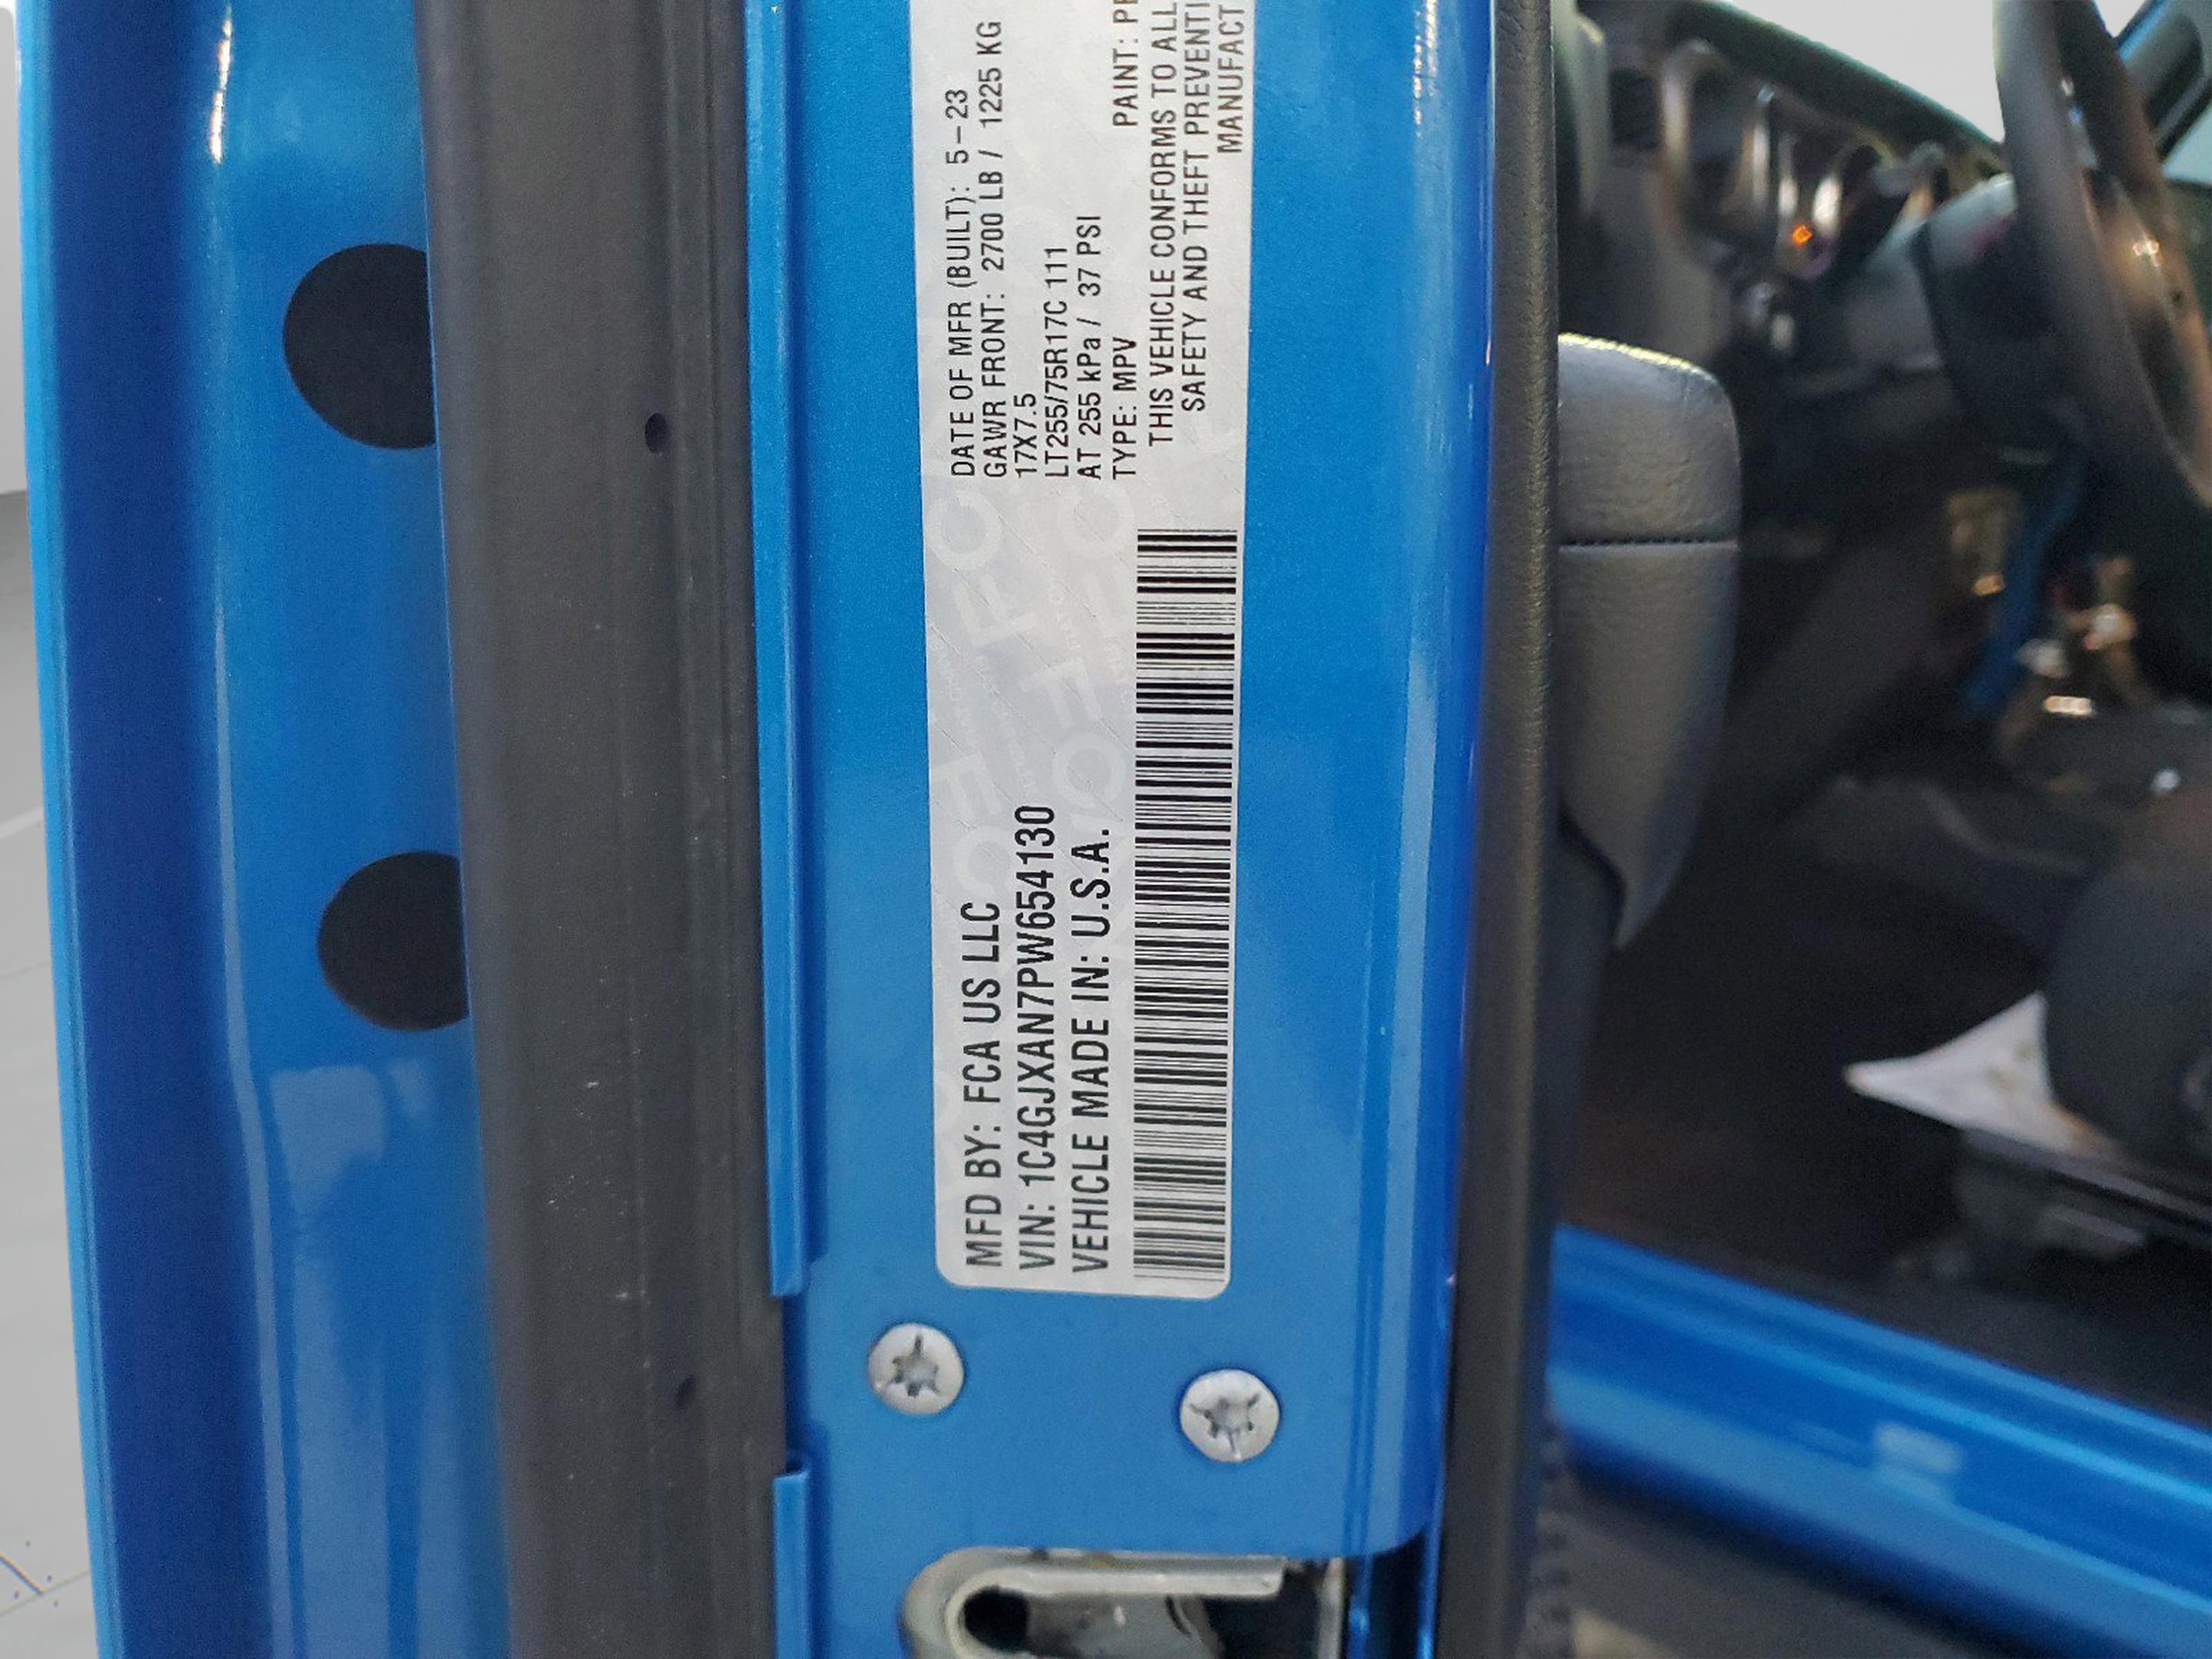 MFD BY: FCA US LLC
VIN: 1C4GJXAN7PW654130
VEHICLE MADE IN: U.S.A.
DATE OF MFR (BUILT): 5-23
GAWR FRONT: 2700 LB / 1225 KG
17X7.5
LT255/75R17C 111
AT 255 kPa / 37 PSI
TYPE: MPV
PAINT:
THIS VEHICLE CONFORMS TO ALL
SAFETY AND THEFT PREVENTI
MANUFACT